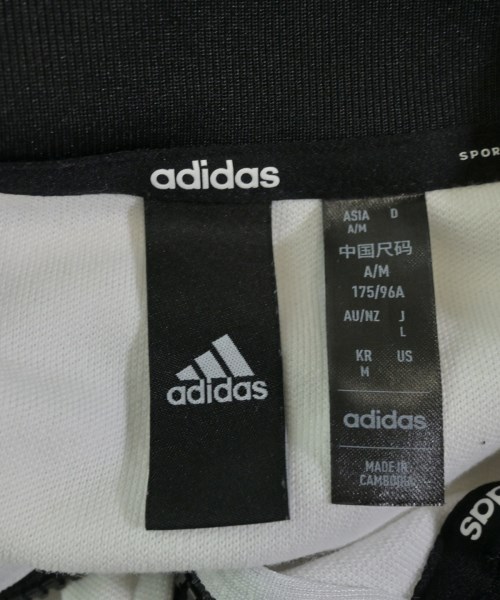 SPOR
adidas
ASIA D
A/M
中国尺码
A/M
175/96A
AU/NZ J
L
KR US
M
adidas
adidas
MADE IN
CAMBODIA